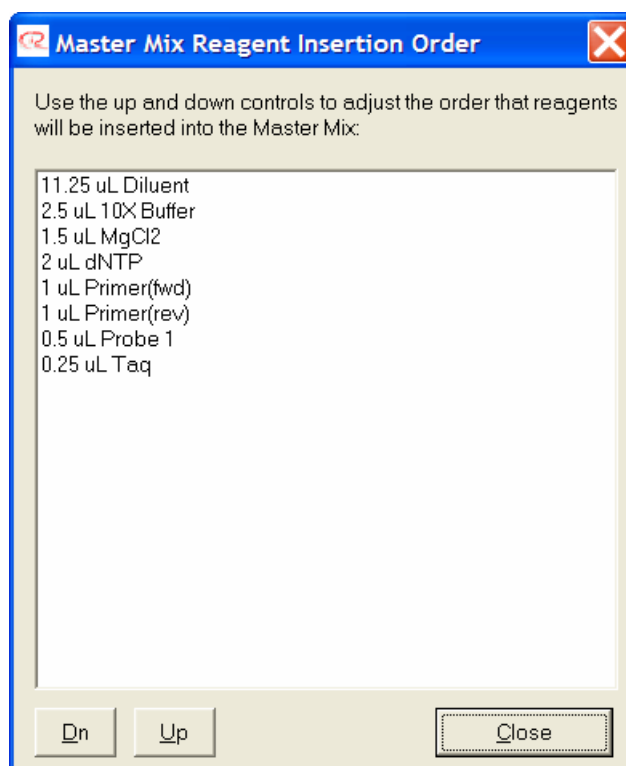 Master Mix Reagent Insertion Order
Use the up and down controls to adjust the order that reagents
will be inserted into the Master Mix:
11.25 uL Diluent
2.5 uL 10X Buffer
1.5 uL MgCl2
2 uL dNTP
1 uL Primer(fwd)
1 uL Primer(rev)
0.5 uL Probe 1
0.25 uL Taq
Dn Up Close